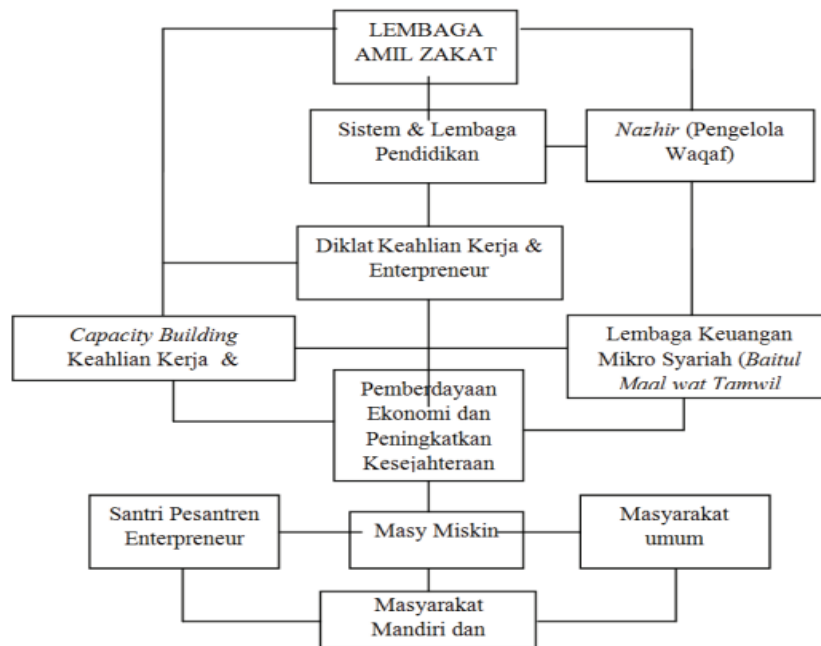 LEMBAGA
AMIL ZAKAT
Sistem & Lembaga
Pendidikan
Nazhir (Pengelola
Waqaf)
Diklat Keahlian Kerja &
Enterpreneur
Capacity Building
Keahlian Kerja &
Lembaga Keuangan
Mikro Syariah (Baitul
Maal wat Tamwil
Pemberdayaan
Ekonomi dan
Peningkatkan
Kesejahteraan
Santri Pesantren
Enterpreneur
Masy Miskin
Masyarakat
umum
Masyarakat
Mandiri dan